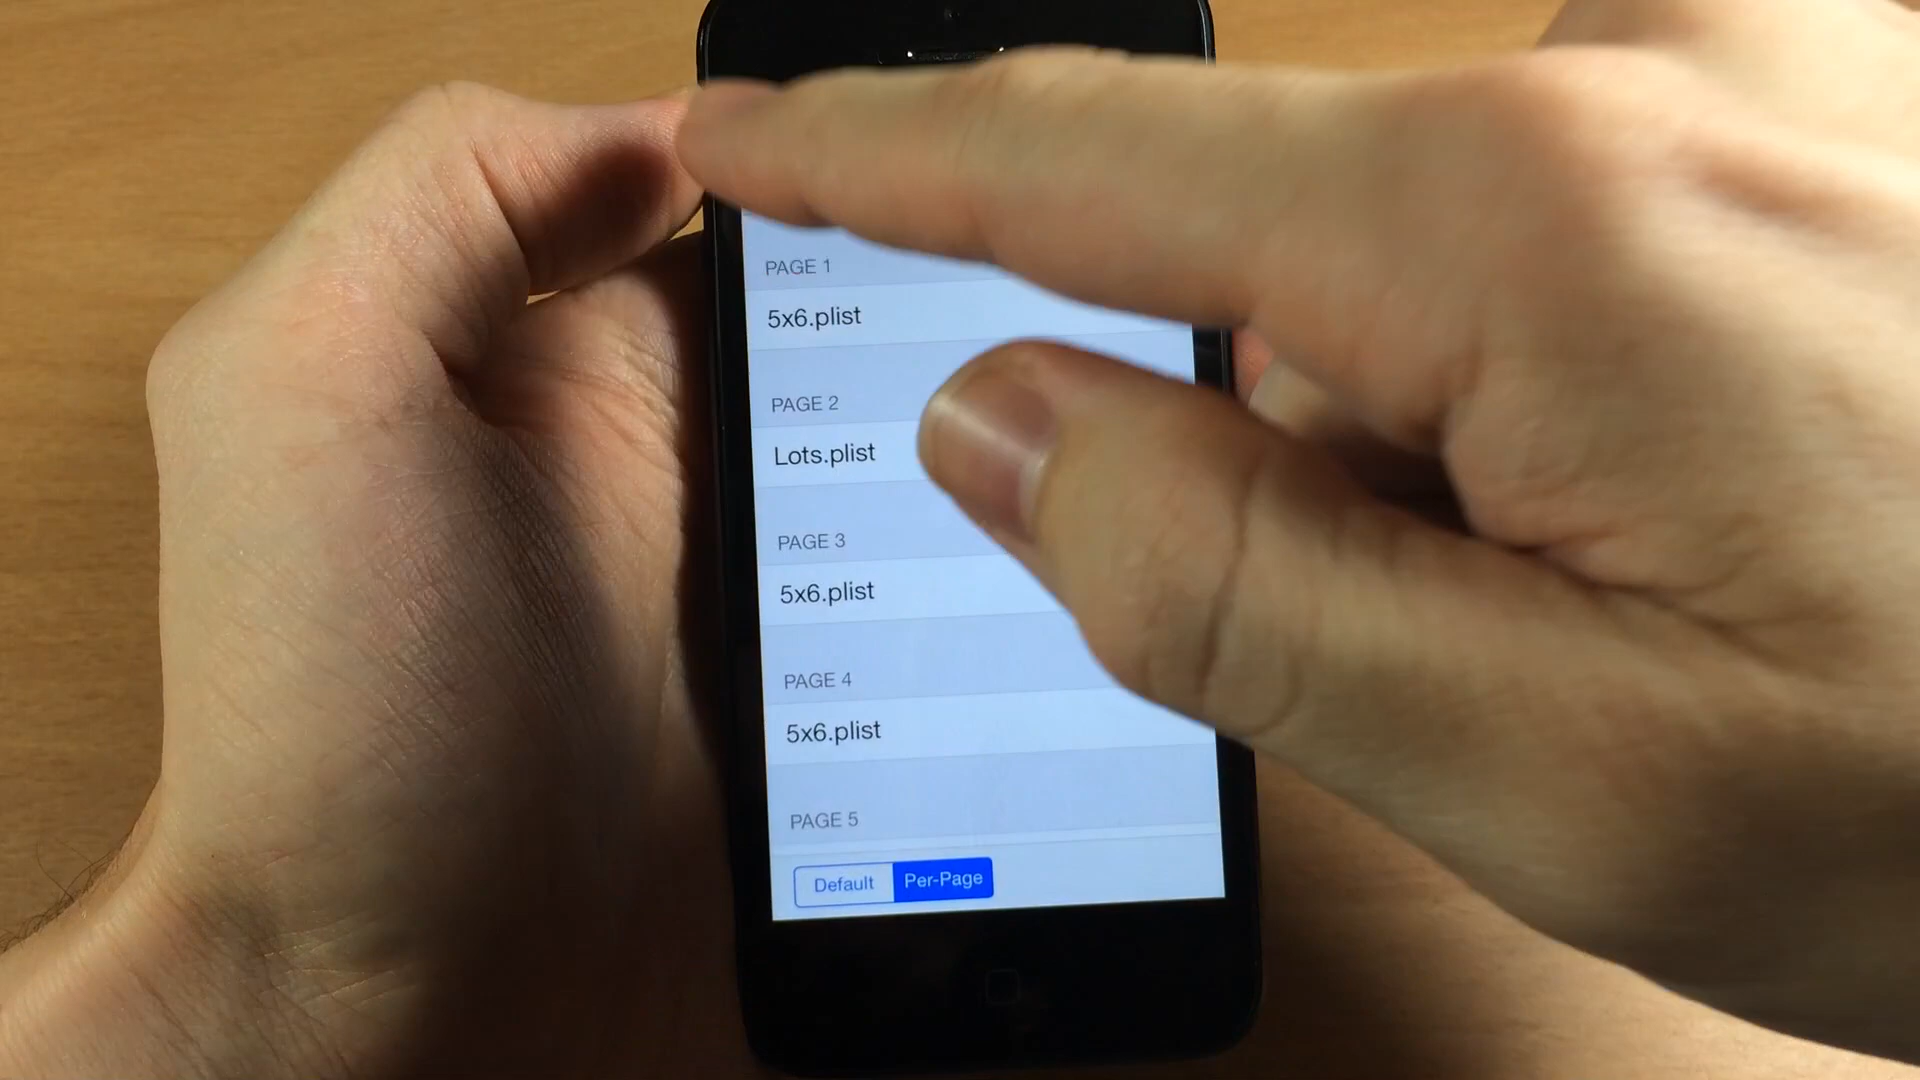 PAGE 1
5x6.plist
PAGE 2
Lots.plist
PAGE 3
5x6.plist
PAGE 4
5x6.plist
PAGE 5
Default
Per-Page